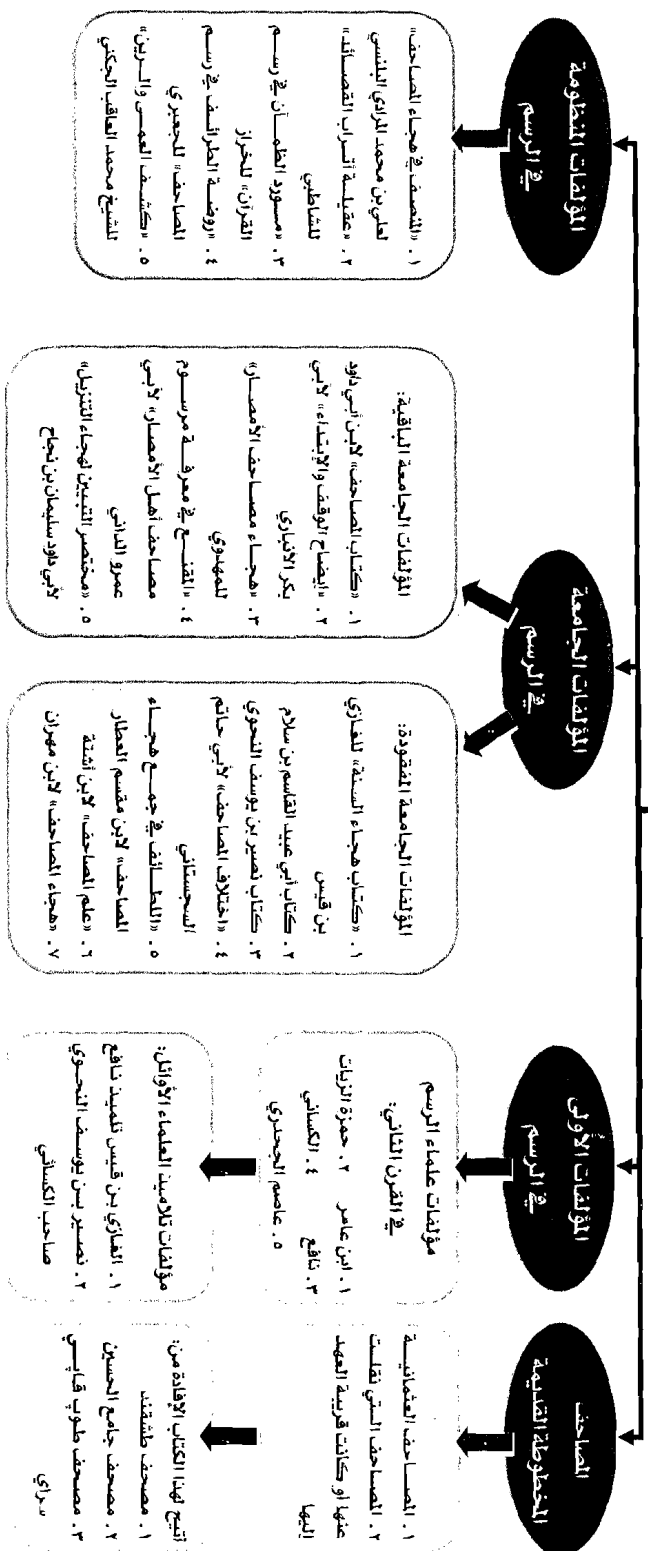 المصاحف
المخطوطة القديمة
١. المصاحف العثمانية
٢. المصاحف التي نقلت
عنها أو كانت قريبة العهد
إليها
أتيح لهذا الكتاب الإفادة من:
١. مصحف طشقند
٢. مصحف جامع الحسين
٣. مصحف طوب قابي
سراي
المؤلفات الأولى
في الرسم
مؤلفات علماء الرسم
في القرن الثاني:
١. ابن عامر ٢. حمزة الزيات
٣. نافع ٤. الكسائي
٥. عاصم الجحدري
مؤلفات تلاميذ العلماء الأوائل:
١. الغازي بن قيس تلميذ نافع
٢. نصير بن يوسف النحوي
صاحب الكسائي
المؤلفات الجامعة
في الرسم
المؤلفات الجامعة المفقودة:
١. «كتاب هجاء السنة» للغازي
بن قيس
٢. كتاب أبي عبيد القاسم بن سلام
٣. كتاب نصير بن يوسف النحوي
٤. «اختلاف المصاحف» لأبي حاتم
السجستاني
٥. «اللطائف في جمع هجاء
المصاحف» لابن مقسم العطار
٦. «علم المصاحف» لابن أشتة
٧. «هجاء المصاحف» لابن مهران
المؤلفات الجامعة الباقية:
١. «كتاب المصاحف» لابن أبي داود
٢. «إيضاح الوقف والابتداء» لأبي
بكر الأنباري
٣. «هجاء مصاحف الأمصار»
للمهدوي
٤. «المقنع في معرفة مرسوم
مصاحف أهل الأمصار» لأبي
عمرو الداني
٥. «مختصر التبيين لهجاء التنزيل»
لأبي داود سليمان بن نجاح
المؤلفات المنظومة
في الرسم
١. «المنصف في هجاء المصاحف»
لعلي بن محمد المرادي البلنسي
٢. «عقيلة أتراب القصائد»
للشاطبي
٣. «مورد الظمآن في رسم
القرآن» للخراز
٤. «روضة الطرائف في رسم
المصاحف» للجعبري
٥. «كشف العمى والرين»
للشيخ محمد العاقب الجكني